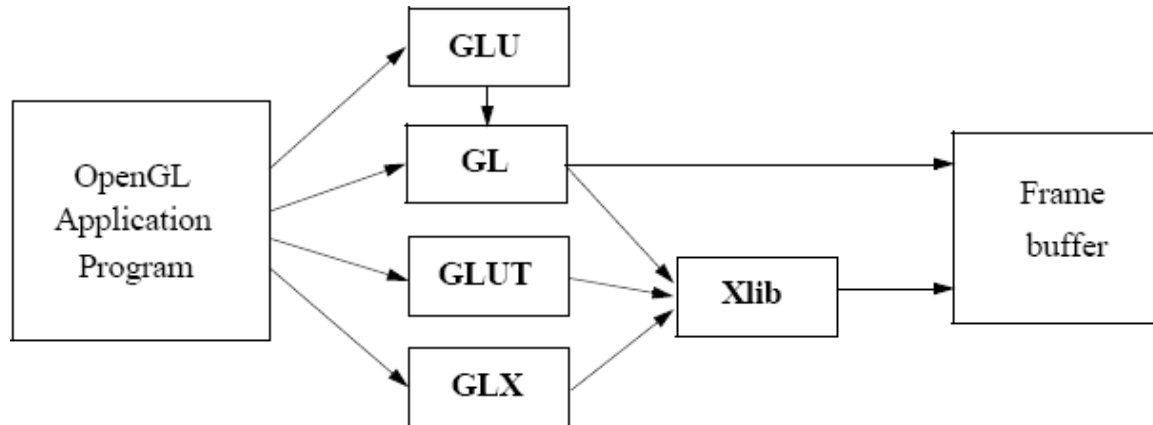 OpenGL
Application
Program
GLU
GL
GLUT
GLX
Xlib
Frame
buffer